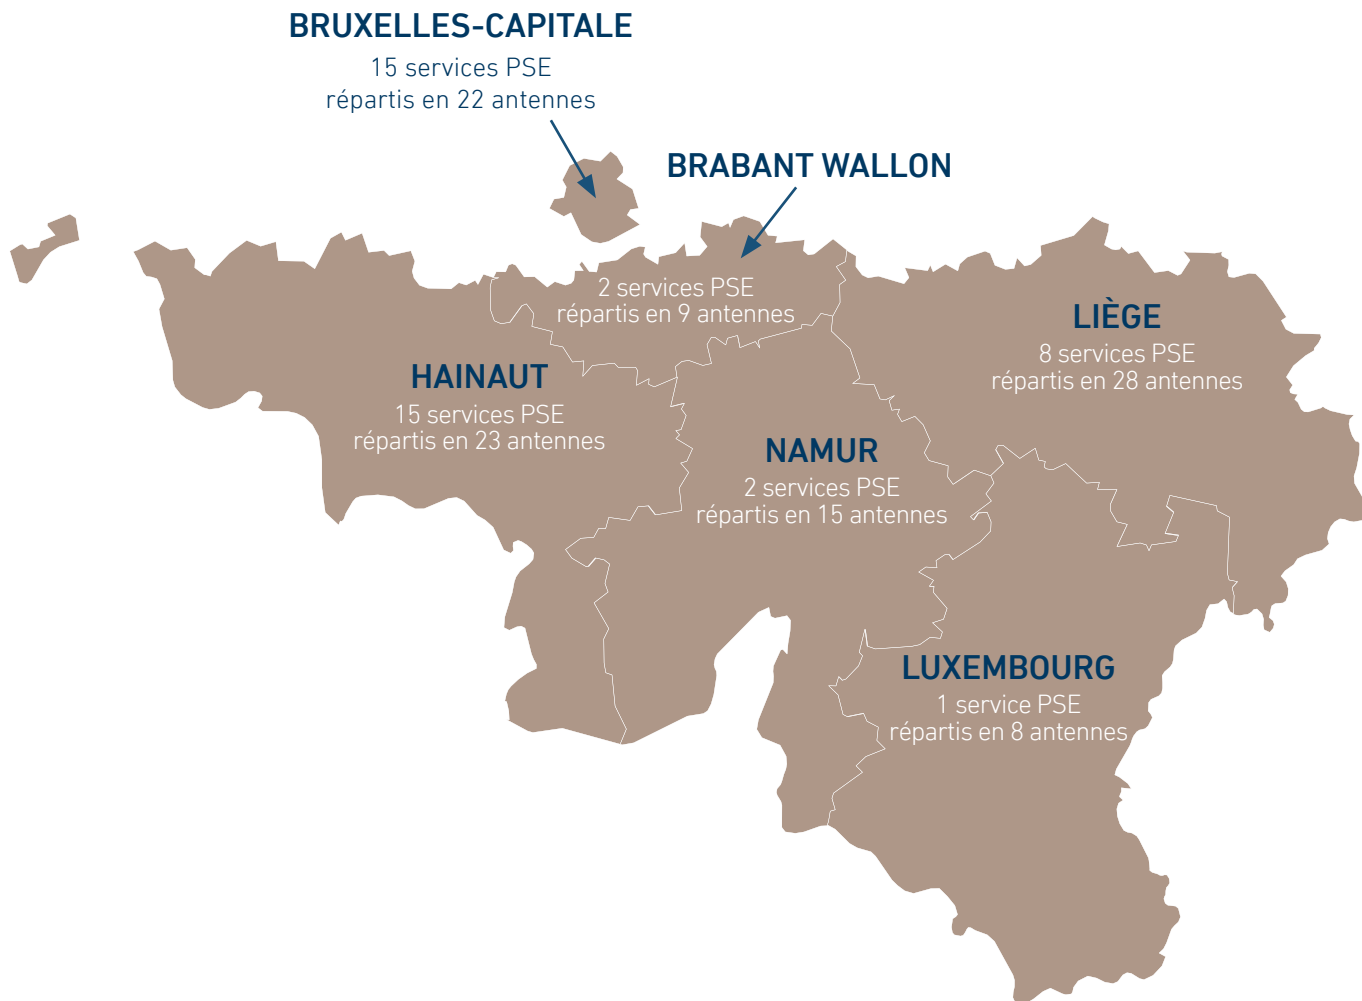 BRUXELLES-CAPITALE
15 services PSE
répartis en 22 antennes
BRABANT WALLON
2 services PSE
répartis en 9 antennes
LIÈGE
8 services PSE
répartis en 28 antennes
HAINAUT
15 services PSE
répartis en 23 antennes
NAMUR
2 services PSE
répartis en 15 antennes
LUXEMBOURG
1 service PSE
répartis en 8 antennes